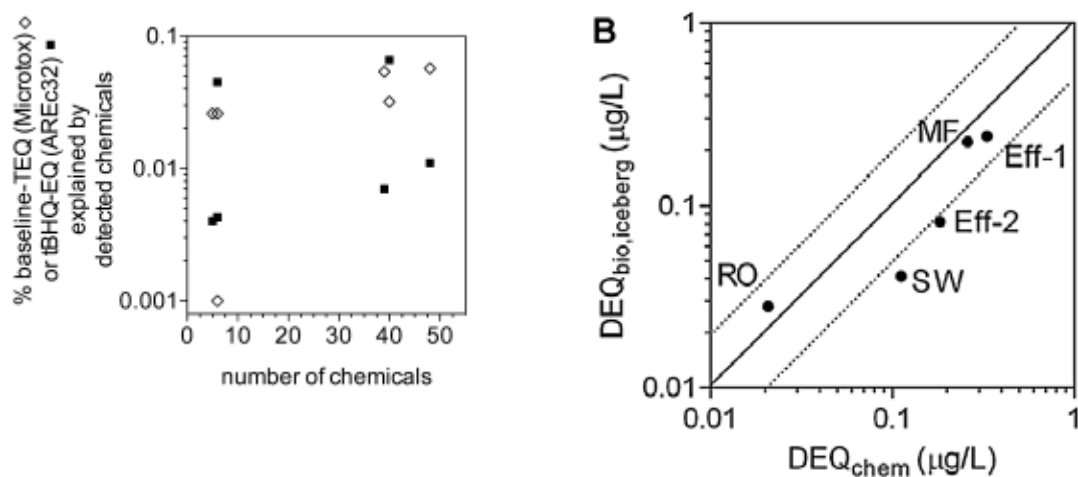 % baseline-TEQ (Microtox) ◇
or tBHQ-EQ (AREc32) ■
explained by
detected chemicals
0.1
0.01
0.001
0 10 20 30 40 50
number of chemicals
B
DEQbio,iceberg (µg/L)
1
0.1
0.01
MF
Eff-1
Eff-2
RO
SW
0.01 0.1 1
DEQchem (µg/L)